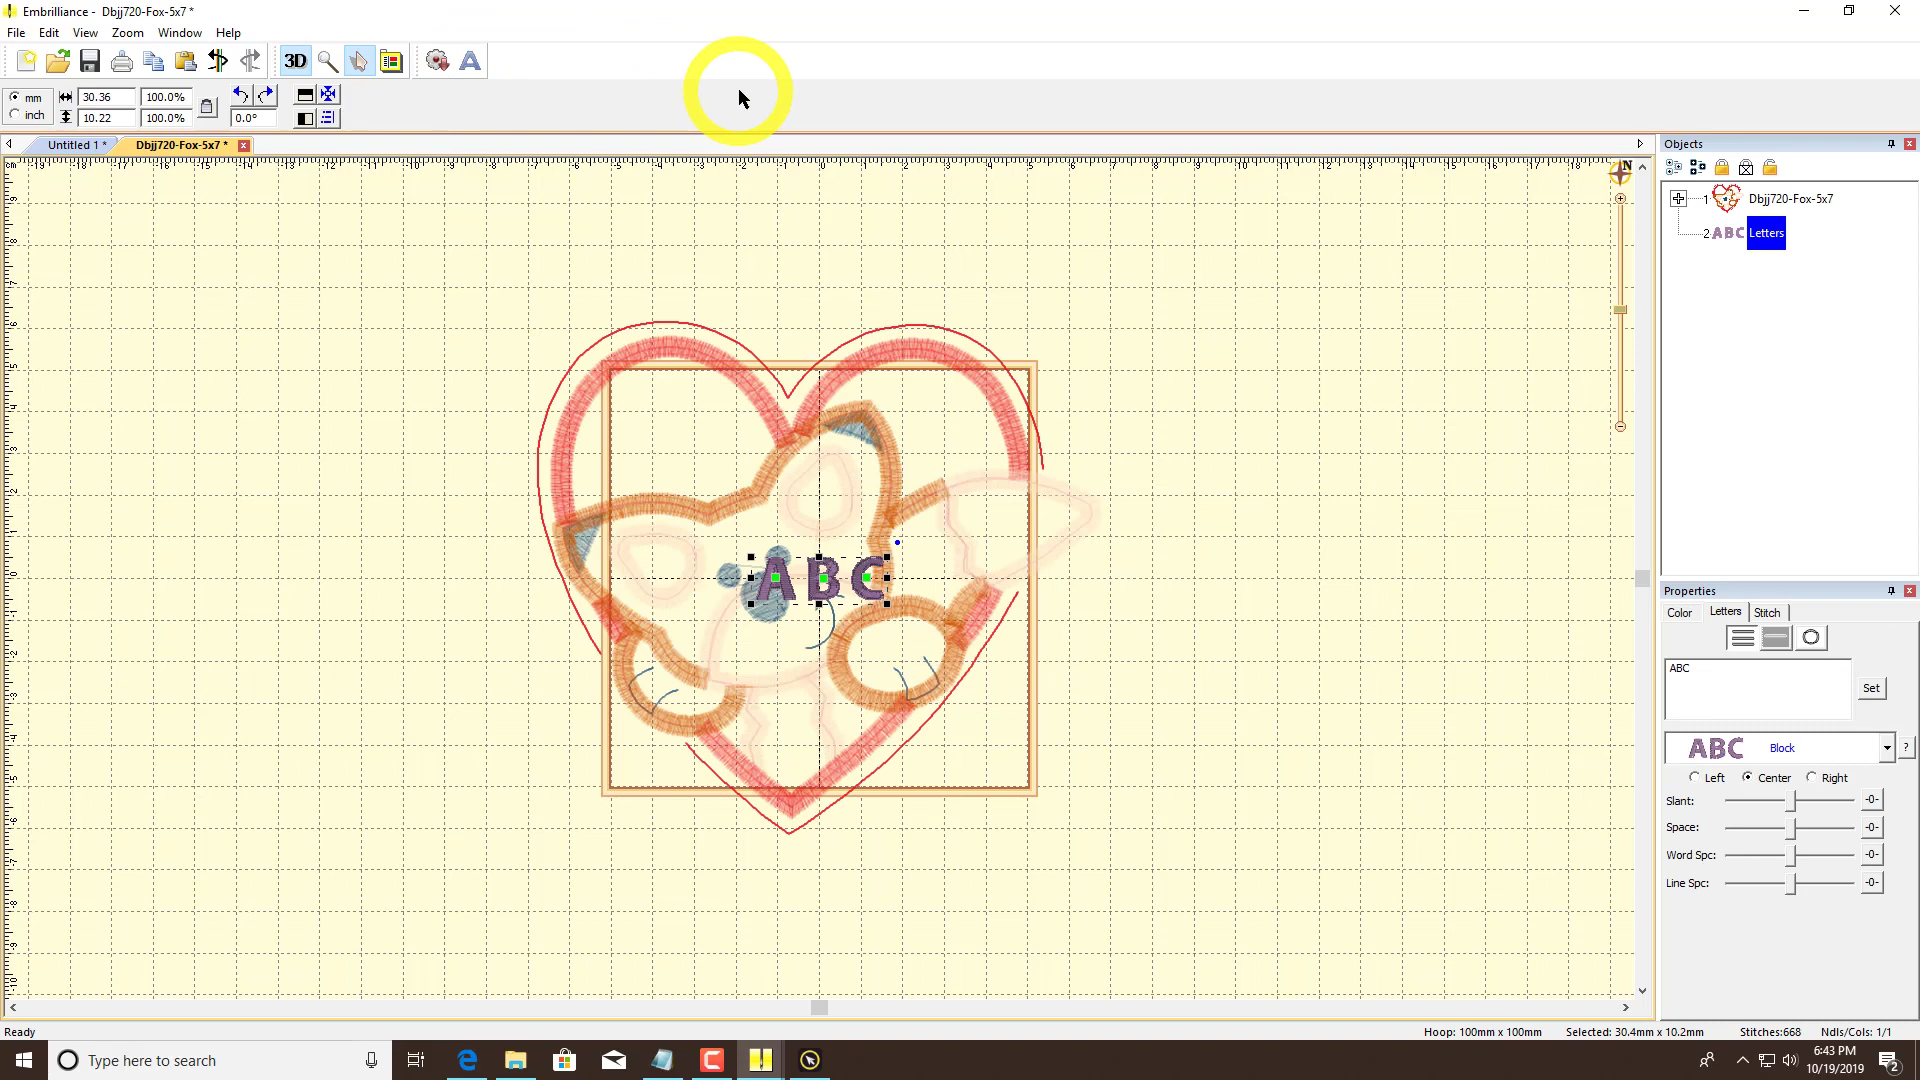 Embrilliance - Dbjj720-Fox-5x7 *
File Edit View Zoom Window Help
3D A
mm 30.36 100.0%
inch 10.22 100.0% 0.0°
Untitled 1 * Dbjj720-Fox-5x7 *
Objects
N
1 Dbjj720-Fox-5x7
2 ABC Letters
ABC
Properties
Color Letters Stitch
ABC
Set
ABC Block ?
Left Center Right
Slant: -0-
Space: -0-
Word Spc: -0-
Line Spc: -0-
Ready Hoop: 100mm x 100mm Selected: 30.4mm x 10.2mm Stitches:668 Ndls/Cols: 1/1
Type here to search
6:43 PM
10/19/2019
2